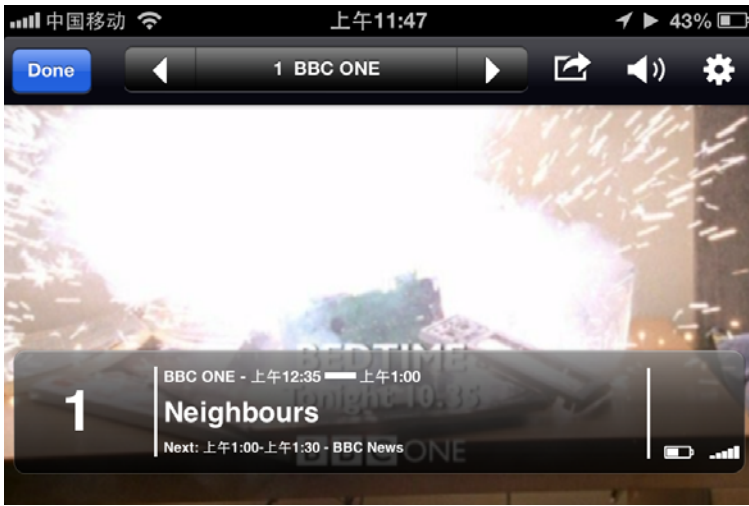 中国移动 上午11:47 43%
Done 1 BBC ONE
BEDTIME
BBC ONE - 上午12:35 上午1:00
1
Neighbours
Tonight 10.35
Next: 上午1:00-上午1:30 - BBC News
BBC ONE